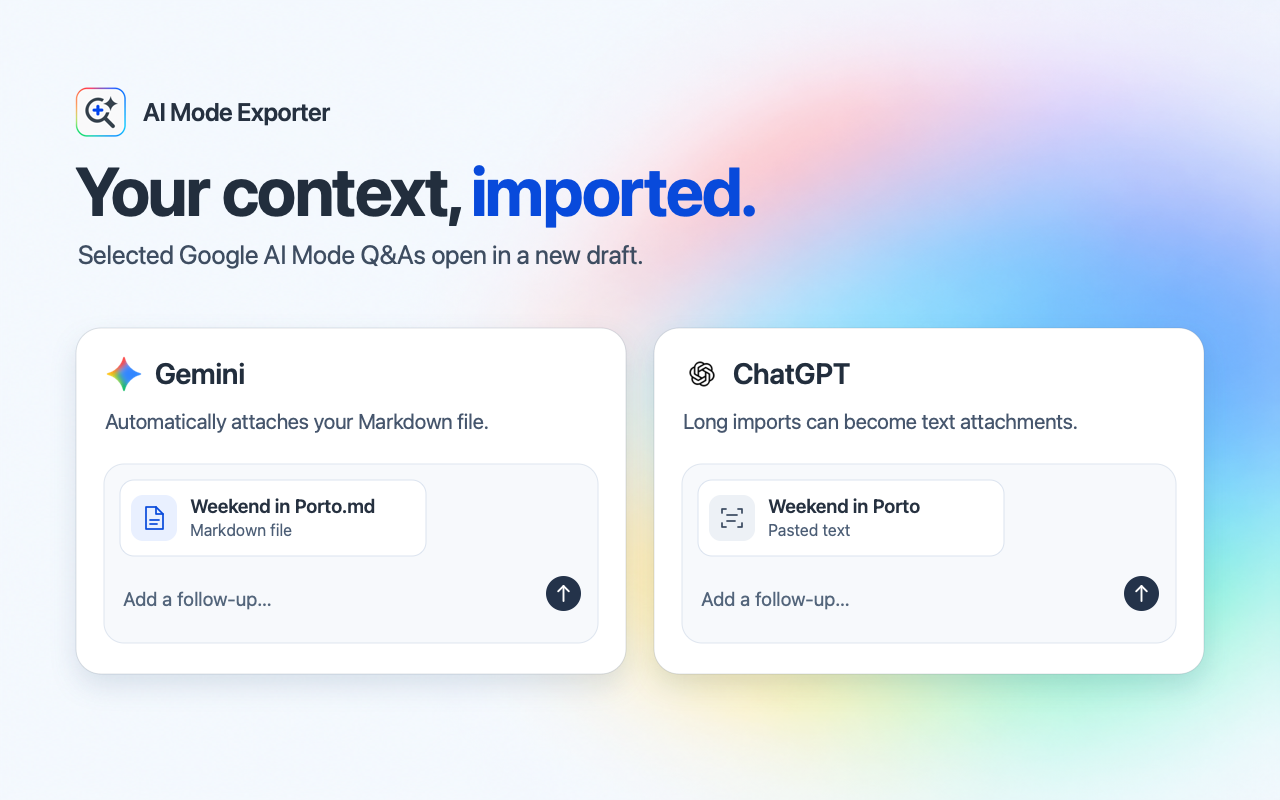 AI Mode Exporter
Your context, imported.
Selected Google AI Mode Q&As open in a new draft.
Gemini
Automatically attaches your Markdown file.
Weekend in Porto.md
Markdown file
Add a follow-up...
ChatGPT
Long imports can become text attachments.
Weekend in Porto
Pasted text
Add a follow-up...